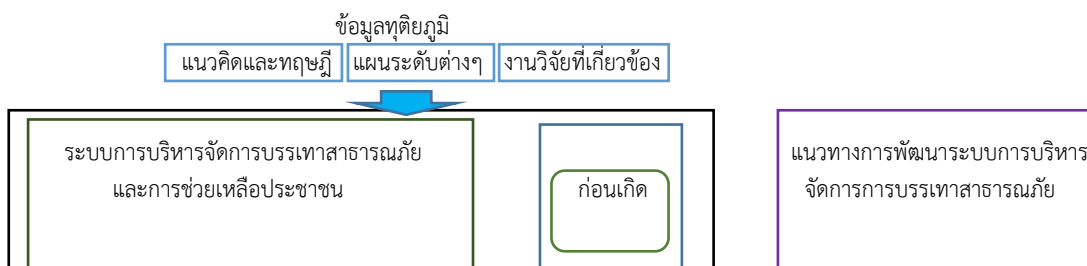 ข้อมูลทุติยภูมิ
แนวคิดและทฤษฎี แผนระดับต่างๆ งานวิจัยที่เกี่ยวข้อง
ระบบการบริหารจัดการบรรเทาสาธารณภัย
และการช่วยเหลือประชาชน
ก่อนเกิด
แนวทางการพัฒนาระบบการบริหาร
จัดการการบรรเทาสาธารณภัย